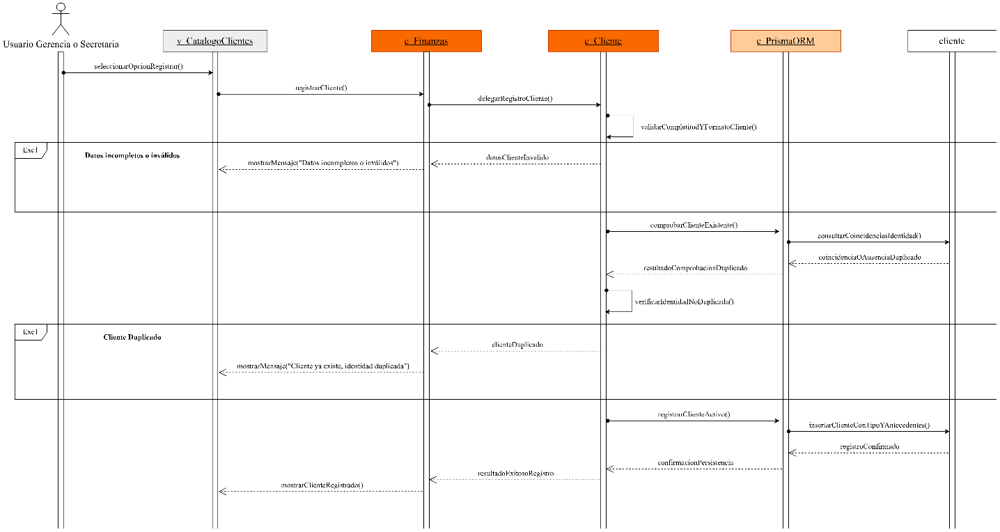 Usuario Gerencia o Secretaria
v_CatalogoClientes
c_Finanzas
c_Cliente
c_PrismaORM
cliente
seleccionarOpcionRegistrar()
registrarCliente()
delegarRegistroCliente()
validarCompletitudYFormatoCliente()
Exc1
Datos incompletos o inválidos
datosClienteInvalido
mostrarMensaje("Datos incompletos o inválidos")
comprobarClienteExistente()
consultarCoincidenciasIdentidad()
coincidenciaOAusenciaDuplicado
resultadoComprobacionDuplicado
verificarIdentidadNoDuplicada()
Exc1
Cliente Duplicado
clienteDuplicado
mostrarMensaje("Cliente ya existe, identidad duplicada")
registrarClienteActivo()
insertarClienteConTipoYAntecedentes()
registroConfirmado
confirmacionPersistencia
resultadoExitosoRegistro
mostrarClienteRegistrado()